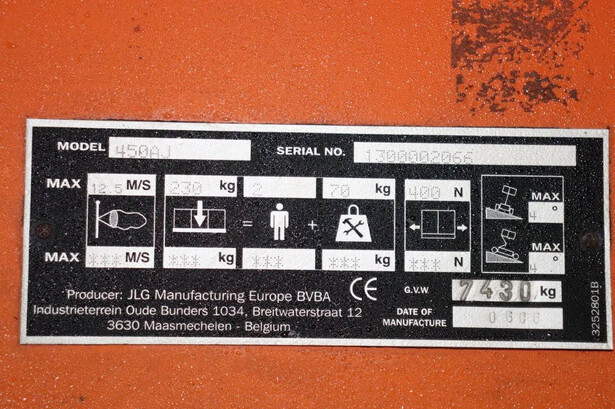 MODEL 450AJ SERIAL NO. 1300002066
MAX 12.5 M/S 230 kg 2 70 kg 400 N MAX 4°
= +
MAX *** M/S *** kg *** *** kg *** N MAX 4°
Producer: JLG Manufacturing Europe BVBA CE G.V.W 7430 kg
Industrieterrein Oude Bunders 1034, Breitwaterstraat 12
3630 Maasmechelen - Belgium
DATE OF
MANUFACTURE
3252801B